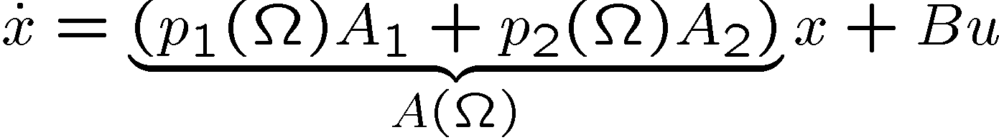 ẋ = (p₁(Ω)A₁ + p₂(Ω)A₂) x + Bu
A(Ω)